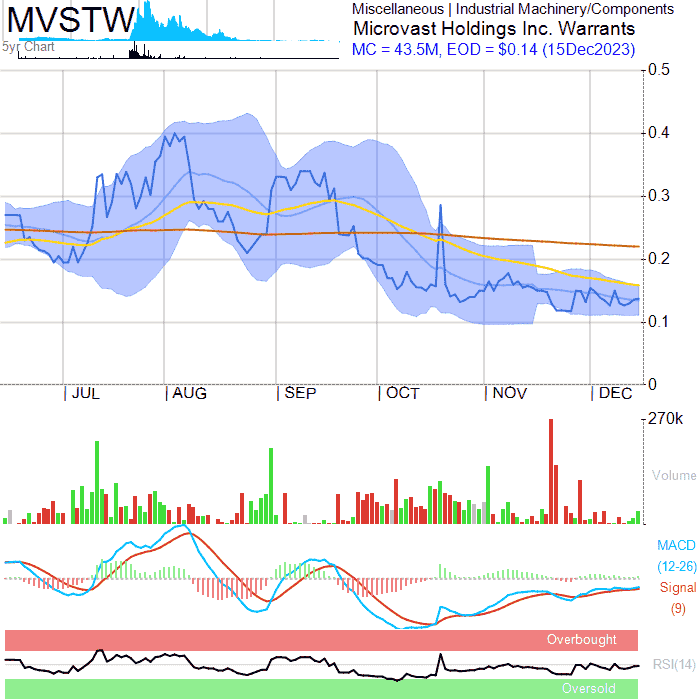 MVSTW
Miscellaneous | Industrial Machinery/Components
Microvast Holdings Inc. Warrants
MC = 43.5M, EOD = $0.14 (15Dec2023)
5yr Chart
0.5
0.4
0.3
0.2
0.1
0
JUL AUG SEP OCT NOV DEC
270k
Volume
MACD
(12-26)
Signal
(9)
Overbought
RSI(14)
Oversold